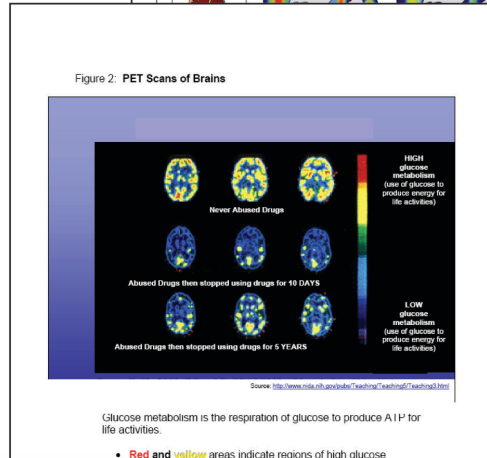 Figure 2: PET Scans of Brains
HIGH
glucose
metabolism
(use of glucose to
produce energy for
life activities)
Never Abused Drugs
Abused Drugs then stopped using drugs for 10 DAYS
LOW
glucose
metabolism
(use of glucose to
produce energy for
life activities)
Abused Drugs then stopped using drugs for 5 YEARS
Source: http://www.nida.nih.gov/pubs/Teaching/Teaching5/Teaching3.html
Glucose metabolism is the respiration of glucose to produce ATP for
life activities.
• Red and yellow areas indicate regions of high glucose